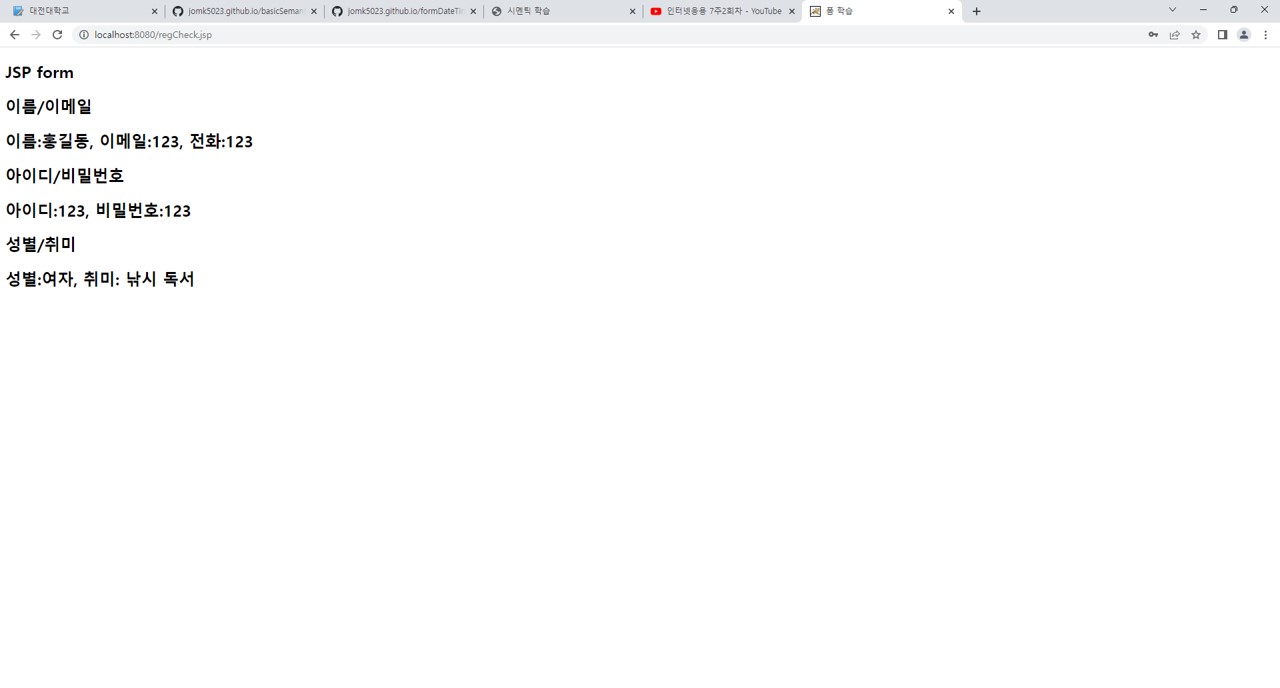 대전대학교
jomk5023.github.io/basicSeman
jomk5023.github.io/formDateTim
시멘틱 학습
인터넷응용 7주2회자 - YouTube
폼 학습
localhost:8080/regCheck.jsp
JSP form
이름/이메일
이름:홍길동, 이메일:123, 전화:123
아이디/비밀번호
아이디:123, 비밀번호:123
성별/취미
성별:여자, 취미: 낚시 독서